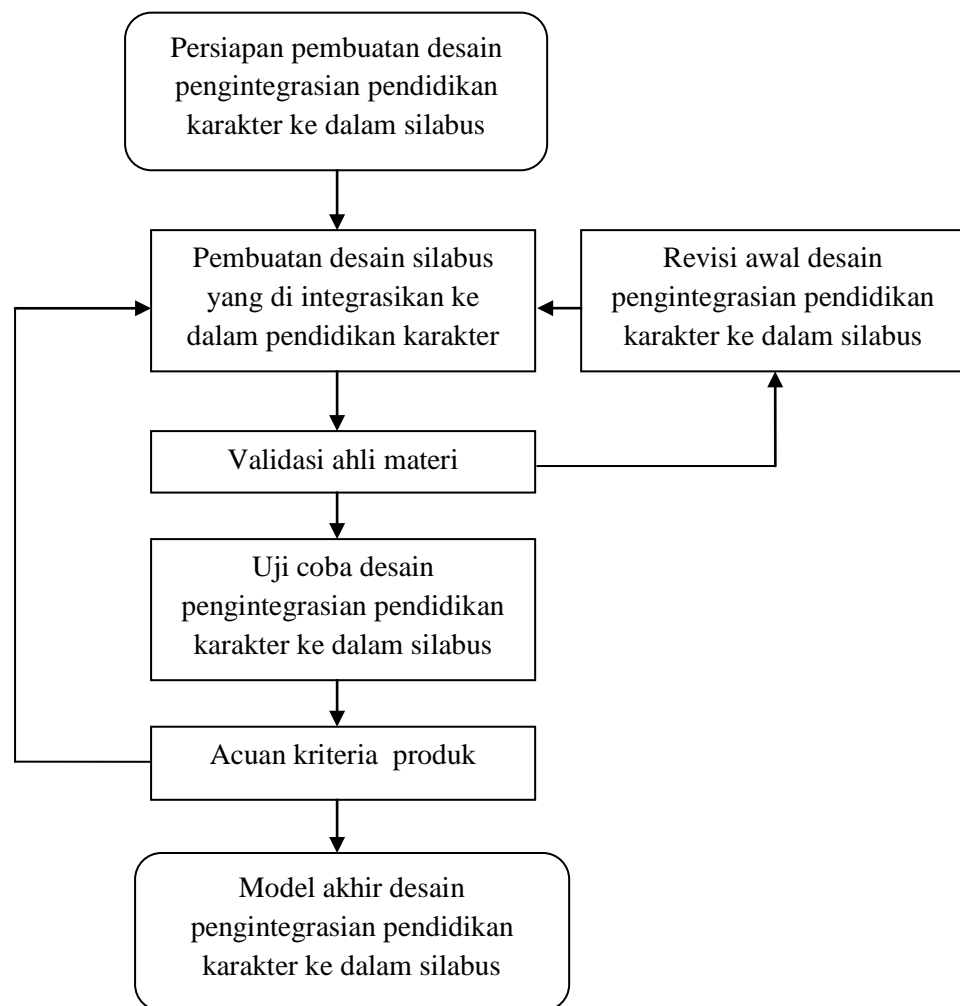 Persiapan pembuatan desain
pengintegrasian pendidikan
karakter ke dalam silabus
Pembuatan desain silabus
yang di integrasikan ke
dalam pendidikan karakter
Revisi awal desain
pengintegrasian pendidikan
karakter ke dalam silabus
Validasi ahli materi
Uji coba desain
pengintegrasian pendidikan
karakter ke dalam silabus
Acuan kriteria  produk
Model akhir desain
pengintegrasian pendidikan
karakter ke dalam silabus